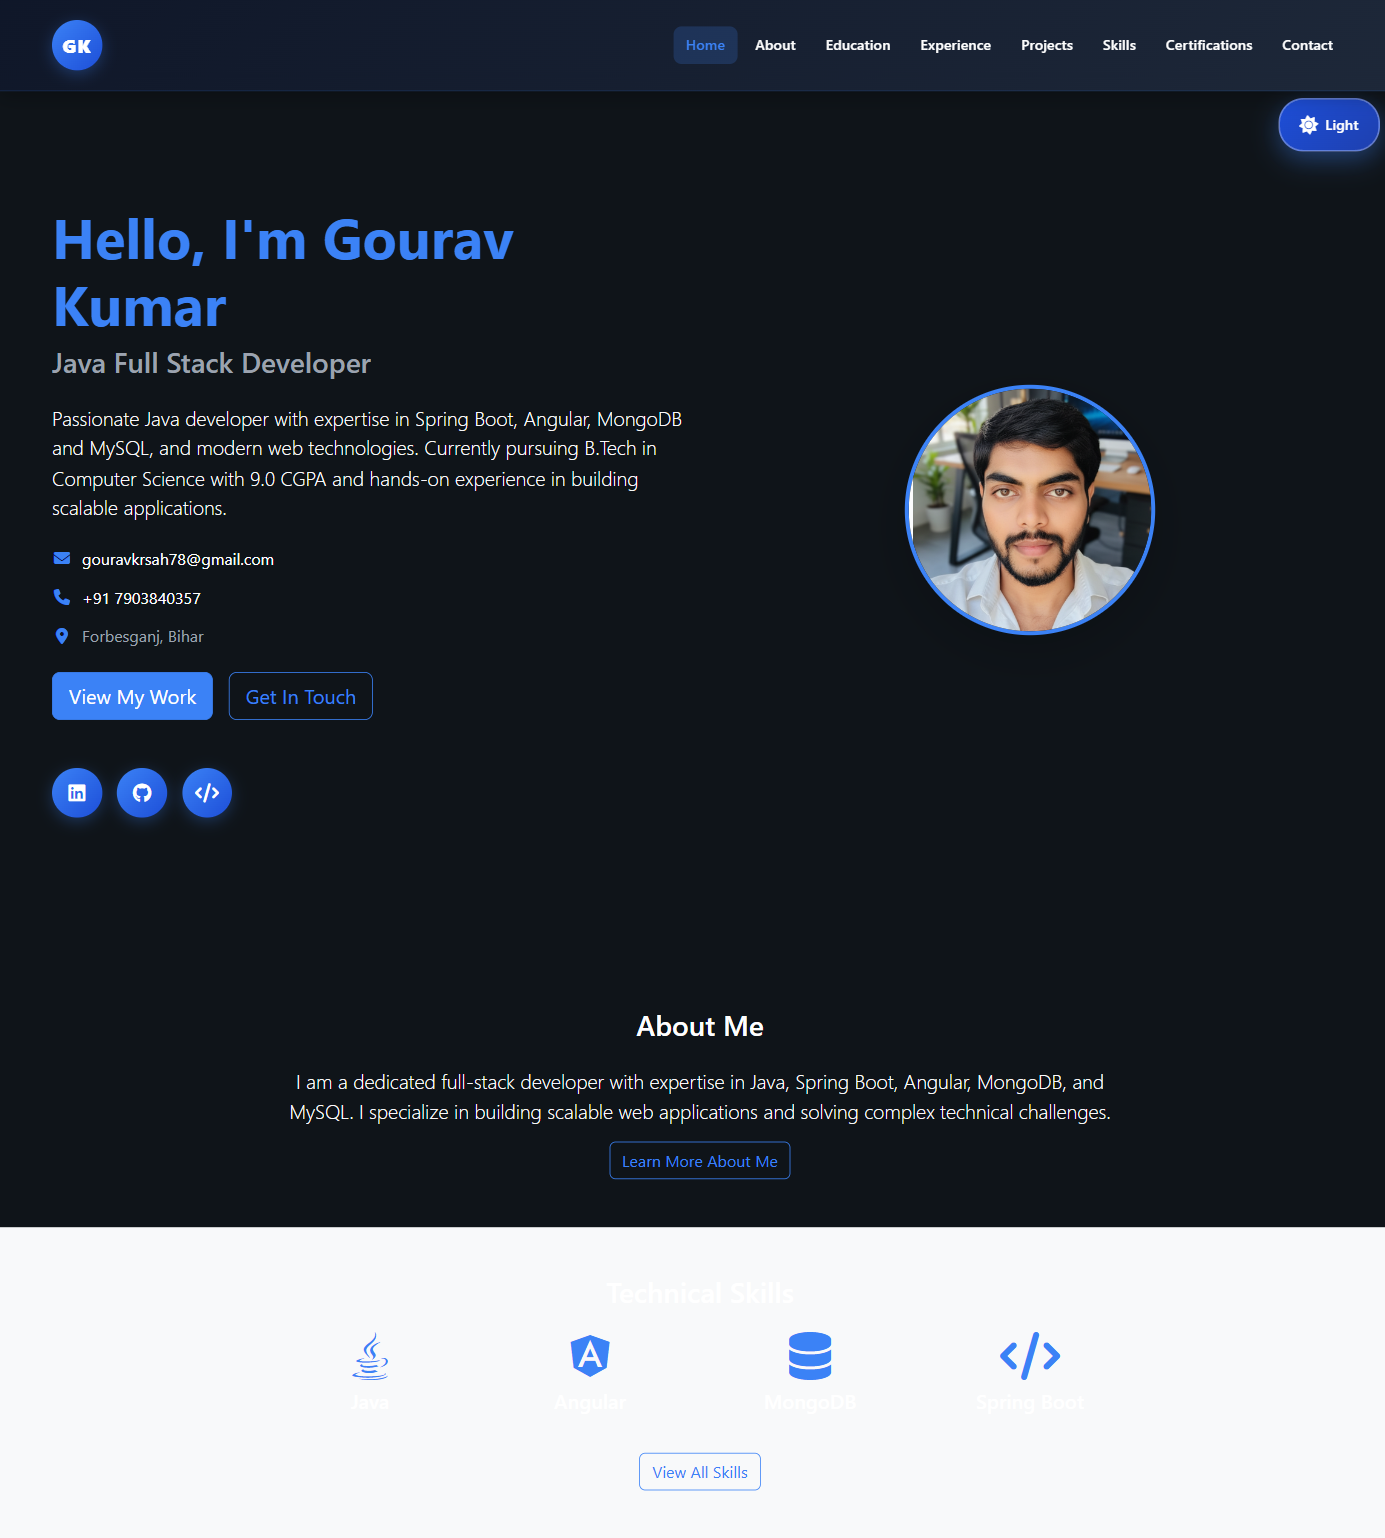 GK
Home About Education Experience Projects Skills Certifications Contact
Light
Hello, I'm Gourav
Kumar
Java Full Stack Developer
Passionate Java developer with expertise in Spring Boot, Angular, MongoDB
and MySQL, and modern web technologies. Currently pursuing B.Tech in
Computer Science with 9.0 CGPA and hands-on experience in building
scalable applications.
gouravkrsah78@gmail.com
+91 7903840357
Forbesganj, Bihar
View My Work Get In Touch
in
About Me
I am a dedicated full-stack developer with expertise in Java, Spring Boot, Angular, MongoDB, and
MySQL. I specialize in building scalable web applications and solving complex technical challenges.
Learn More About Me
Technical Skills
A
Java Angular MongoDB Spring Boot
View All Skills